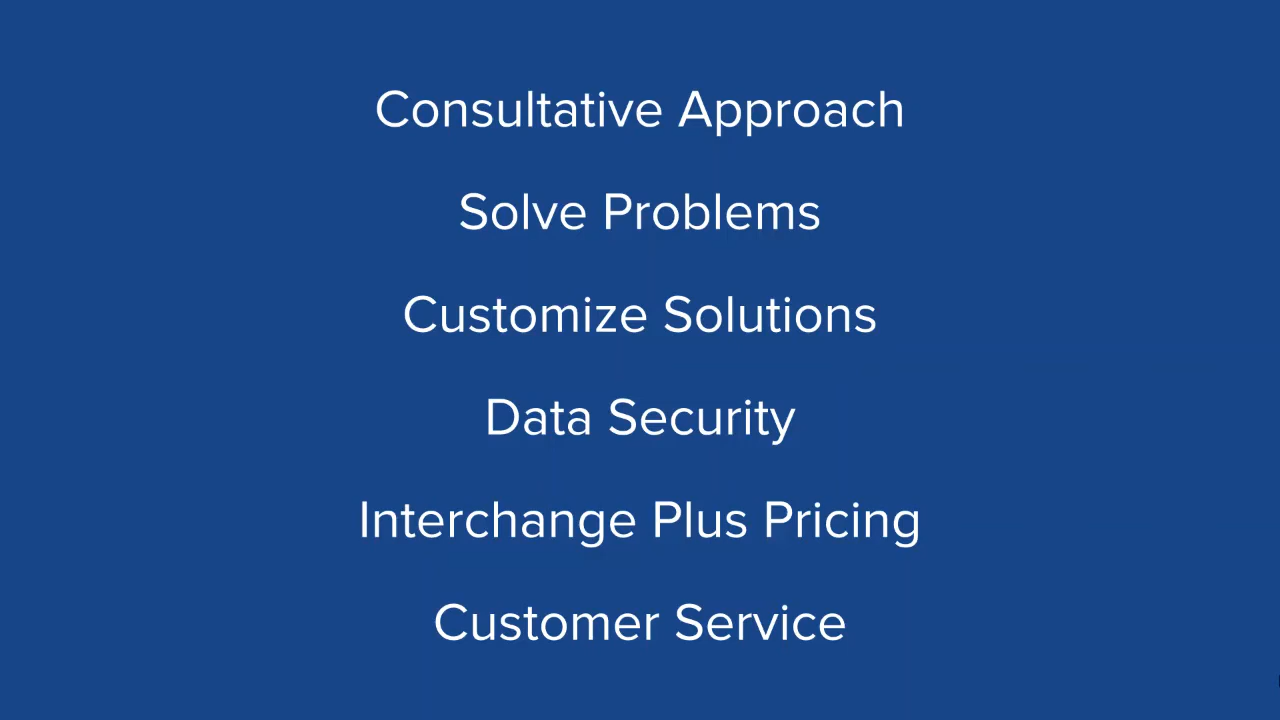 Consultative Approach
Solve Problems
Customize Solutions
Data Security
Interchange Plus Pricing
Customer Service